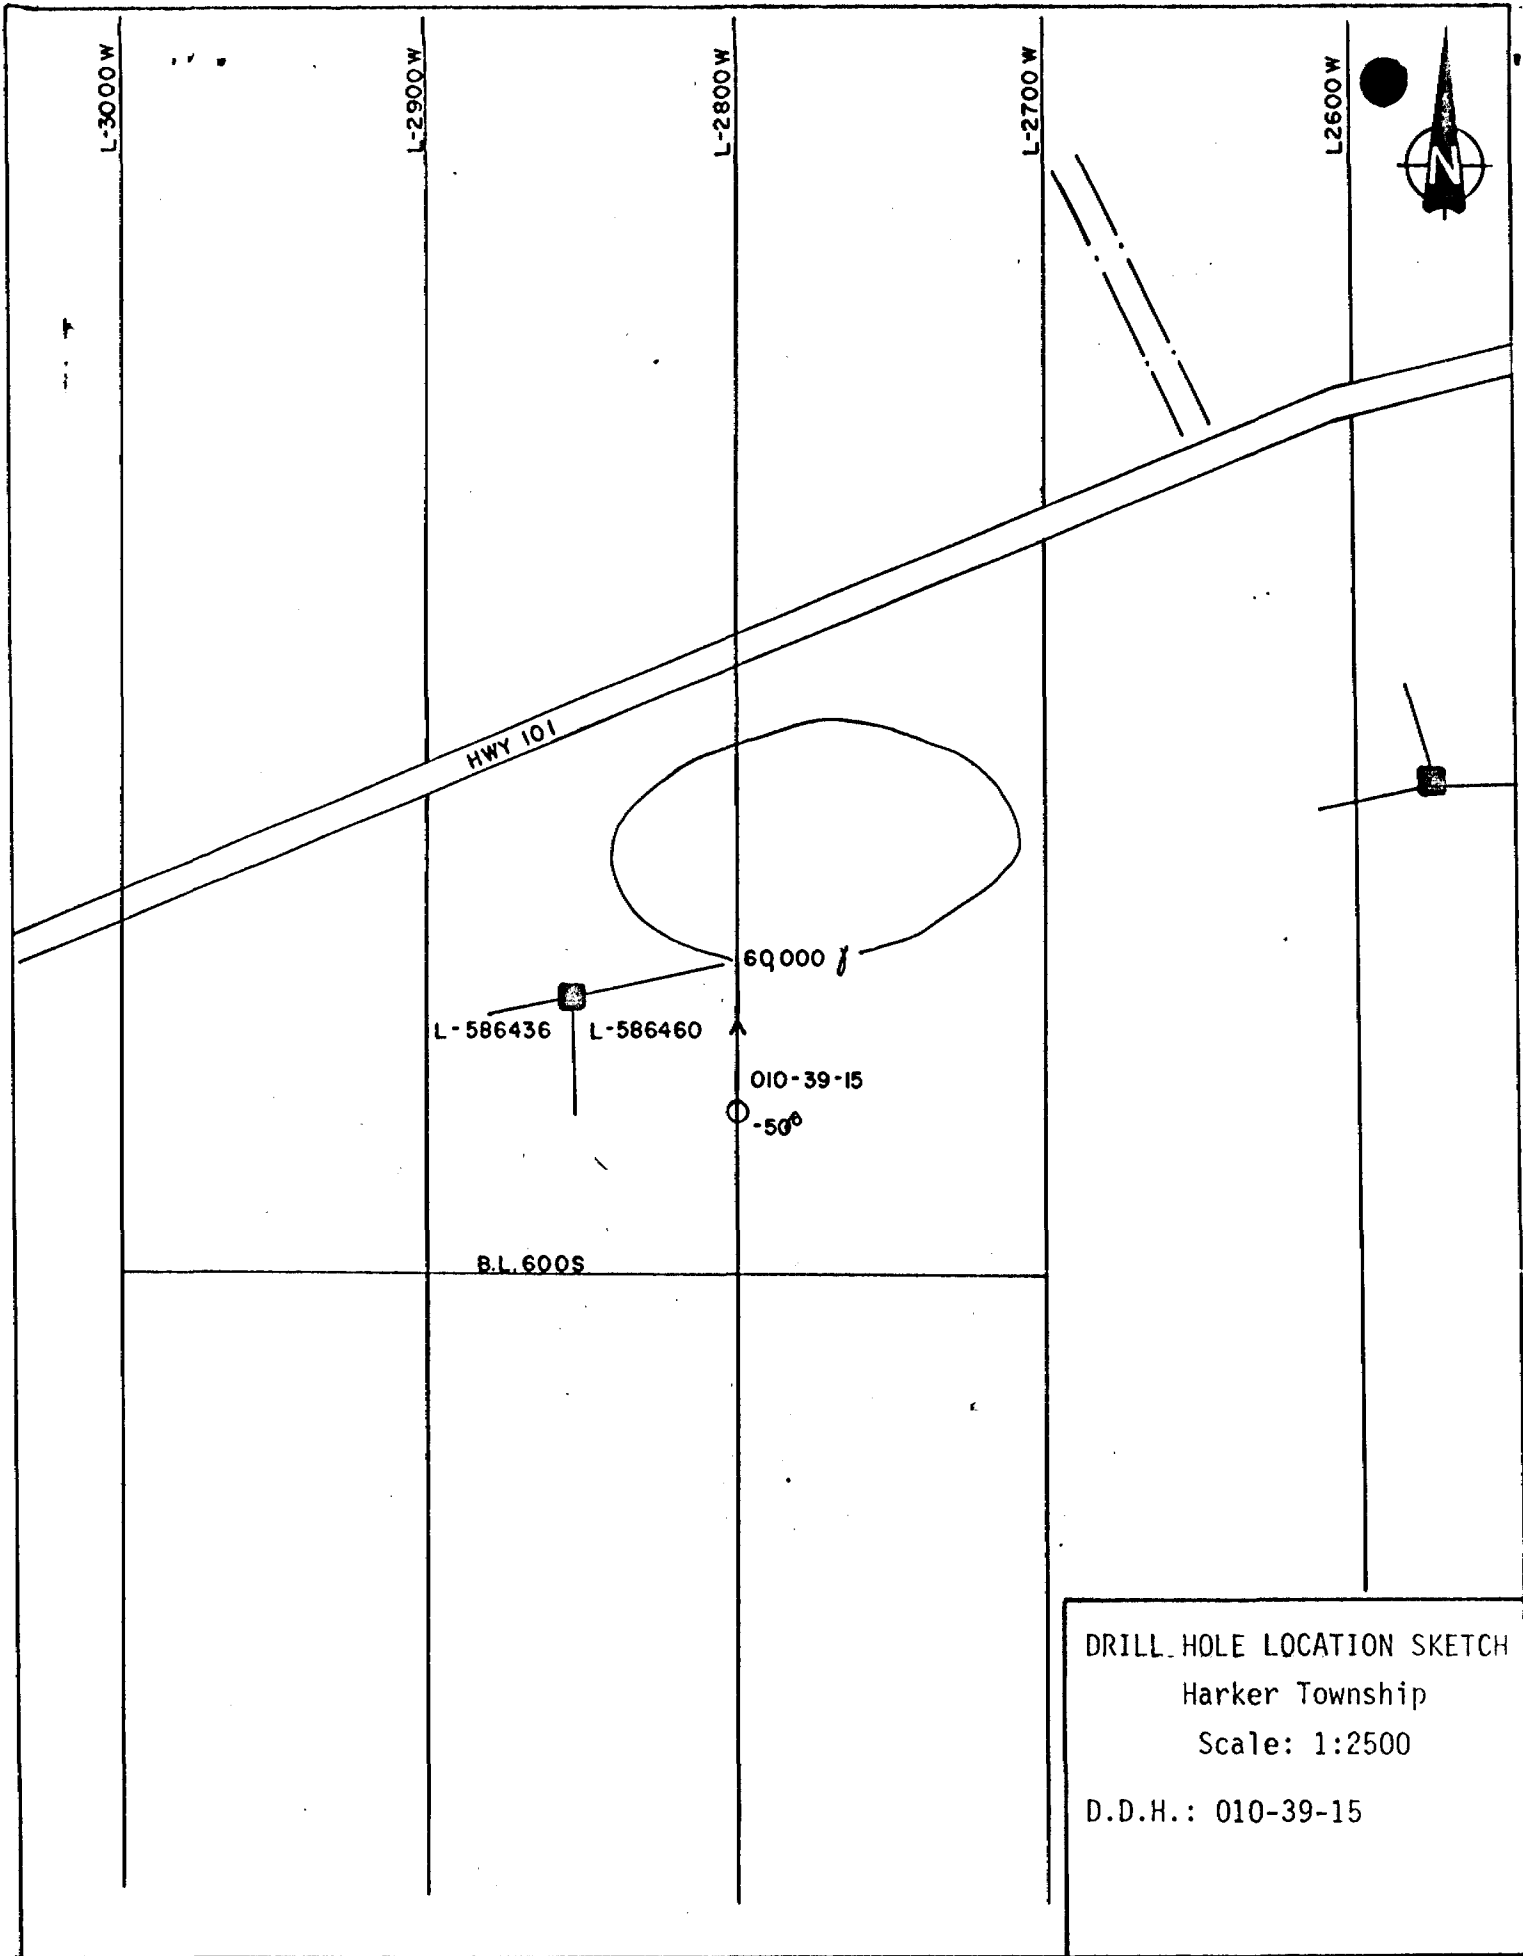 L-3000W
L-2900W
L-2800W
L-2700W
L2600W
N
HWY 101
60,000 γ
L-586436
L-586460
010-39-15
-50°
B.L. 600S
DRILL HOLE LOCATION SKETCH
Harker Township
Scale: 1:2500
D.D.H.: 010-39-15